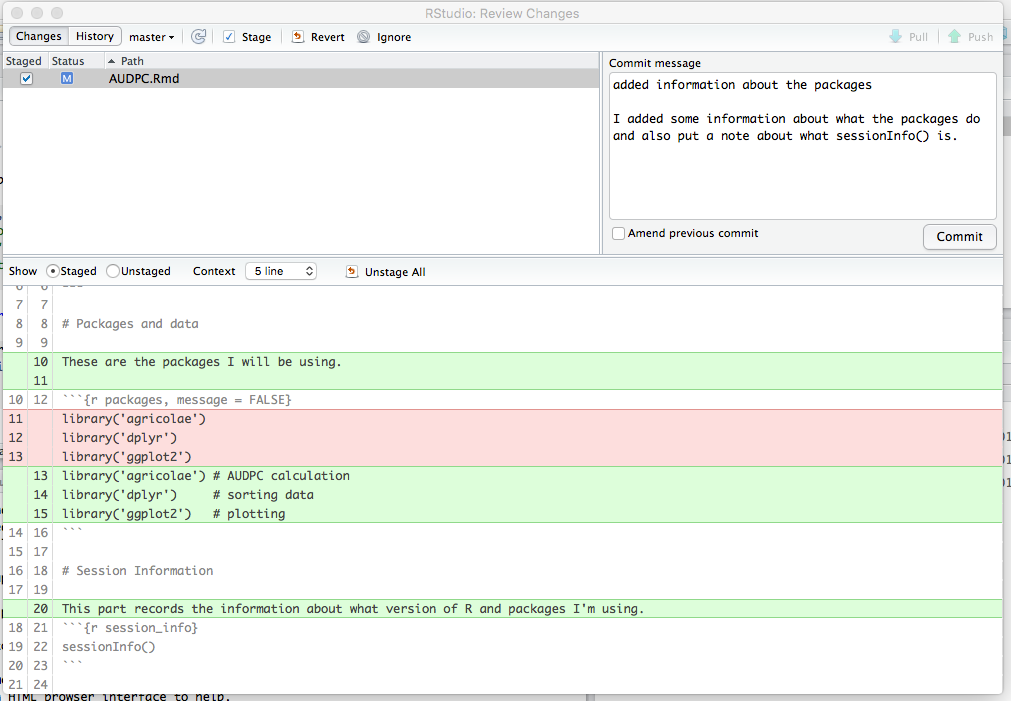 RStudio: Review Changes
Changes History master Stage Revert Ignore Pull Push
Staged Status Path
M AUDPC.Rmd
Commit message
added information about the packages
I added some information about what the packages do
and also put a note about what sessionInfo() is.
Amend previous commit
Commit
Show Staged Unstaged Context 5 line Unstage All
6 6 ---
7 7
8 8 # Packages and data
9 9
10 These are the packages I will be using.
11
10 12 ```{r packages, message = FALSE}
11 library('agricolae')
12 library('dplyr')
13 library('ggplot2')
13 library('agricolae') # AUDPC calculation
14 library('dplyr') # sorting data
15 library('ggplot2') # plotting
14 16 ```
15 17
16 18 # Session Information
17 19
20 This part records the information about what version of R and packages I'm using.
18 21 ```{r session_info}
19 22 sessionInfo()
20 23 ```
21 24
HTML browser interface to help.